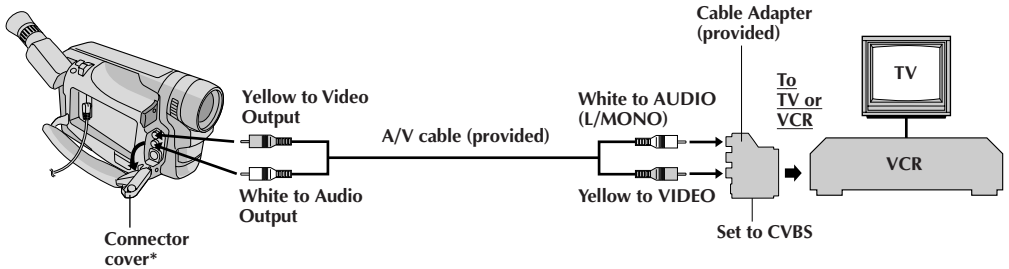 Cable Adapter
(provided)
Yellow to Video
Output
A/V cable (provided)
White to AUDIO
(L/MONO)
To
TV or
VCR
TV
VCR
White to Audio
Output
Yellow to VIDEO
Set to CVBS
Connector
cover*